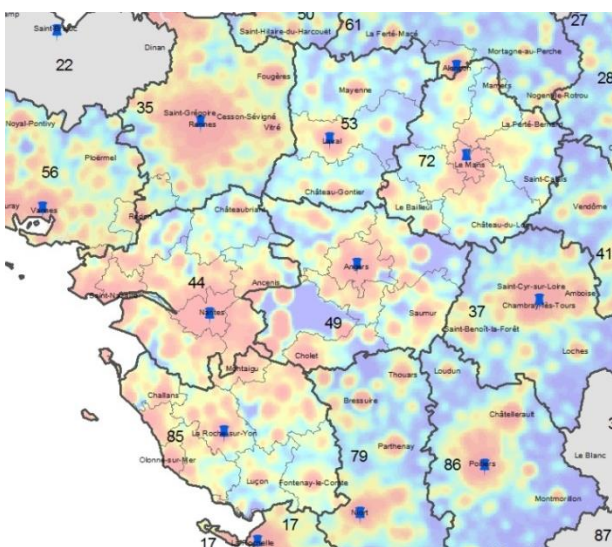 50
61
27
Saint-Hilaire-du-Harcouët
La Ferté-Macé
Dinan
Mortagne-au-Perche
22
Fougères
28
Mayenne
Mamers
Nogent-le-Rotrou
35
Saint-Grégoire
Cesson-Sévigné
Rennes
Vitré
53
La Ferté-Bernard
Noyal-Pontivy
Laval
Ploërmel
72
Le Mans
56
Saint-Calais
Château-Gontier
Vannes
Le Bailleul
Vendôme
Redon
Châteaubriant
Château-du-Loir
41
Angers
44
Ancenis
Saint-Nazaire
Saint-Cyr-sur-Loire
Amboise
Nantes
49
Saumur
37
Chambray-lès-Tours
Saint-Benoît-la-Forêt
Cholet
Loches
Montaigu
Thouars
Loudun
Challans
Bressuire
Châtellerault
85
La Roche-sur-Yon
Parthenay
Le Blanc
Olonne-sur-Mer
79
86
Poitiers
Luçon
Fontenay-le-Comte
Montmorillon
Niort
17
17
87